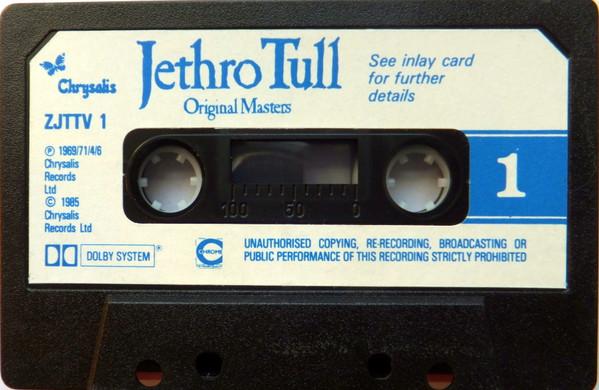 Chrysalis
Jethro Tull
Original Masters
See inlay card
for further
details
ZJTTV 1
℗ 1969/71/4/6
Chrysalis
Records
Ltd
© 1985
Chrysalis
Records Ltd
100 50 0
1
DOLBY SYSTEM
CHROME
UNAUTHORISED COPYING, RE-RECORDING, BROADCASTING OR
PUBLIC PERFORMANCE OF THIS RECORDING STRICTLY PROHIBITED